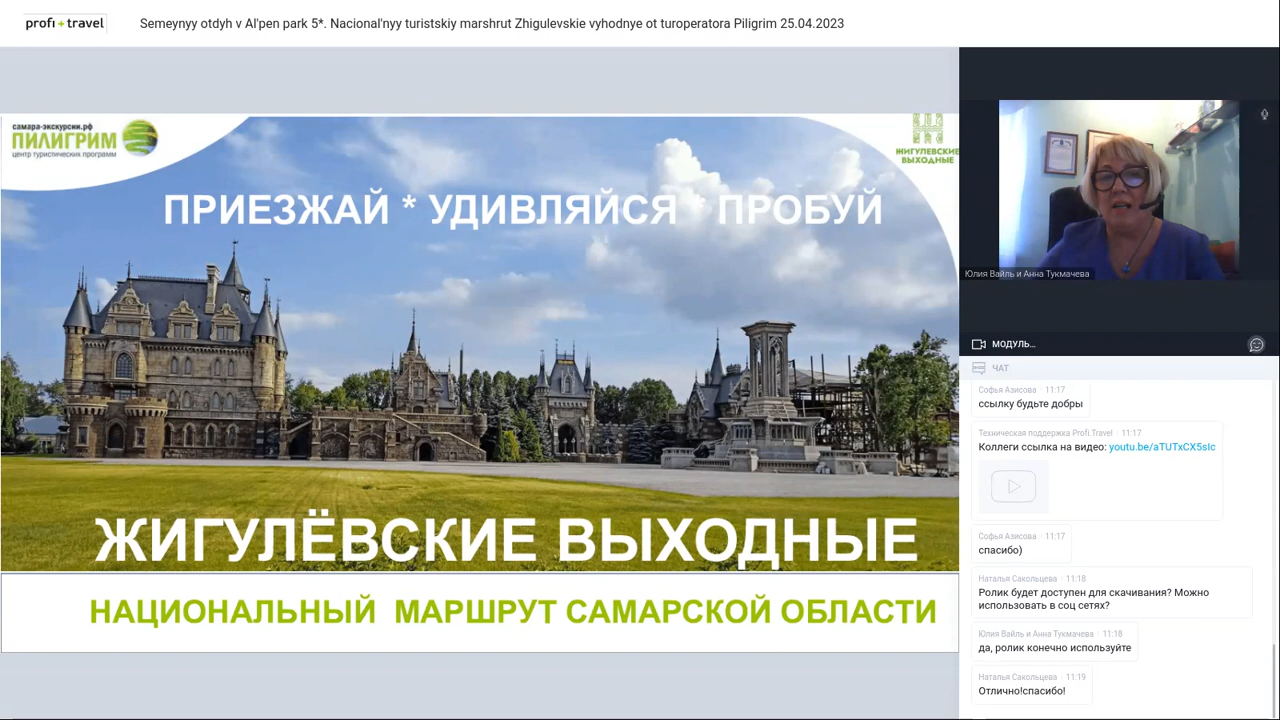 profi travel
Semeynyy otdyh v Al'pen park 5*. Nacional'nyy turistskiy marshrut Zhigulevskie vyhodnye ot turoperatora Piligrim 25.04.2023
самара-экскурсии.рф
ПИЛИГРИМ
центр туристических программ
ЖИГУЛЕВСКИЕ
ВЫХОДНЫЕ
ПРИЕЗЖАЙ * УДИВЛЯЙСЯ * ПРОБУЙ
ЖИГУЛЁВСКИЕ ВЫХОДНЫЕ
НАЦИОНАЛЬНЫЙ МАРШРУТ САМАРСКОЙ ОБЛАСТИ
Юлия Вайль и Анна Тукмачева
МОДУЛЬ...
ЧАТ
Софья Азисова 11:17
ссылку будьте добры
Техническая поддержка Profi.Travel 11:17
Коллеги ссылка на видео: youtu.be/aTUTxCX5sIc
Софья Азисова 11:17
спасибо)
Наталья Сакольцева 11:18
Ролик будет доступен для скачивания? Можно
использовать в соц сетях?
Юлия Вайль и Анна Тукмачева 11:18
да, ролик конечно используйте
Наталья Сакольцева 11:19
Отлично!спасибо!